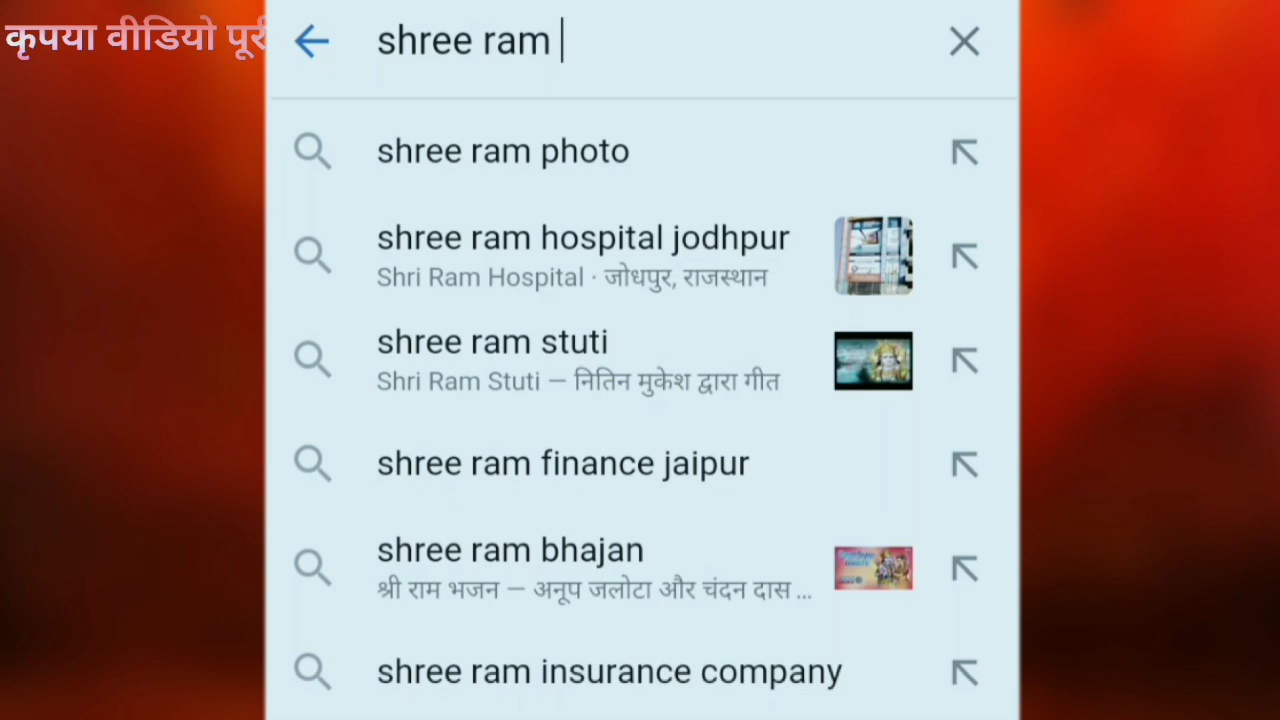 कृपया वीडियो पूरी
shree ram
shree ram photo
shree ram hospital jodhpur
Shri Ram Hospital · जोधपुर, राजस्थान
shree ram stuti
Shri Ram Stuti — नितिन मुकेश द्वारा गीत
shree ram finance jaipur
shree ram bhajan
श्री राम भजन — अनूप जलोटा और चंदन दास ...
shree ram insurance company